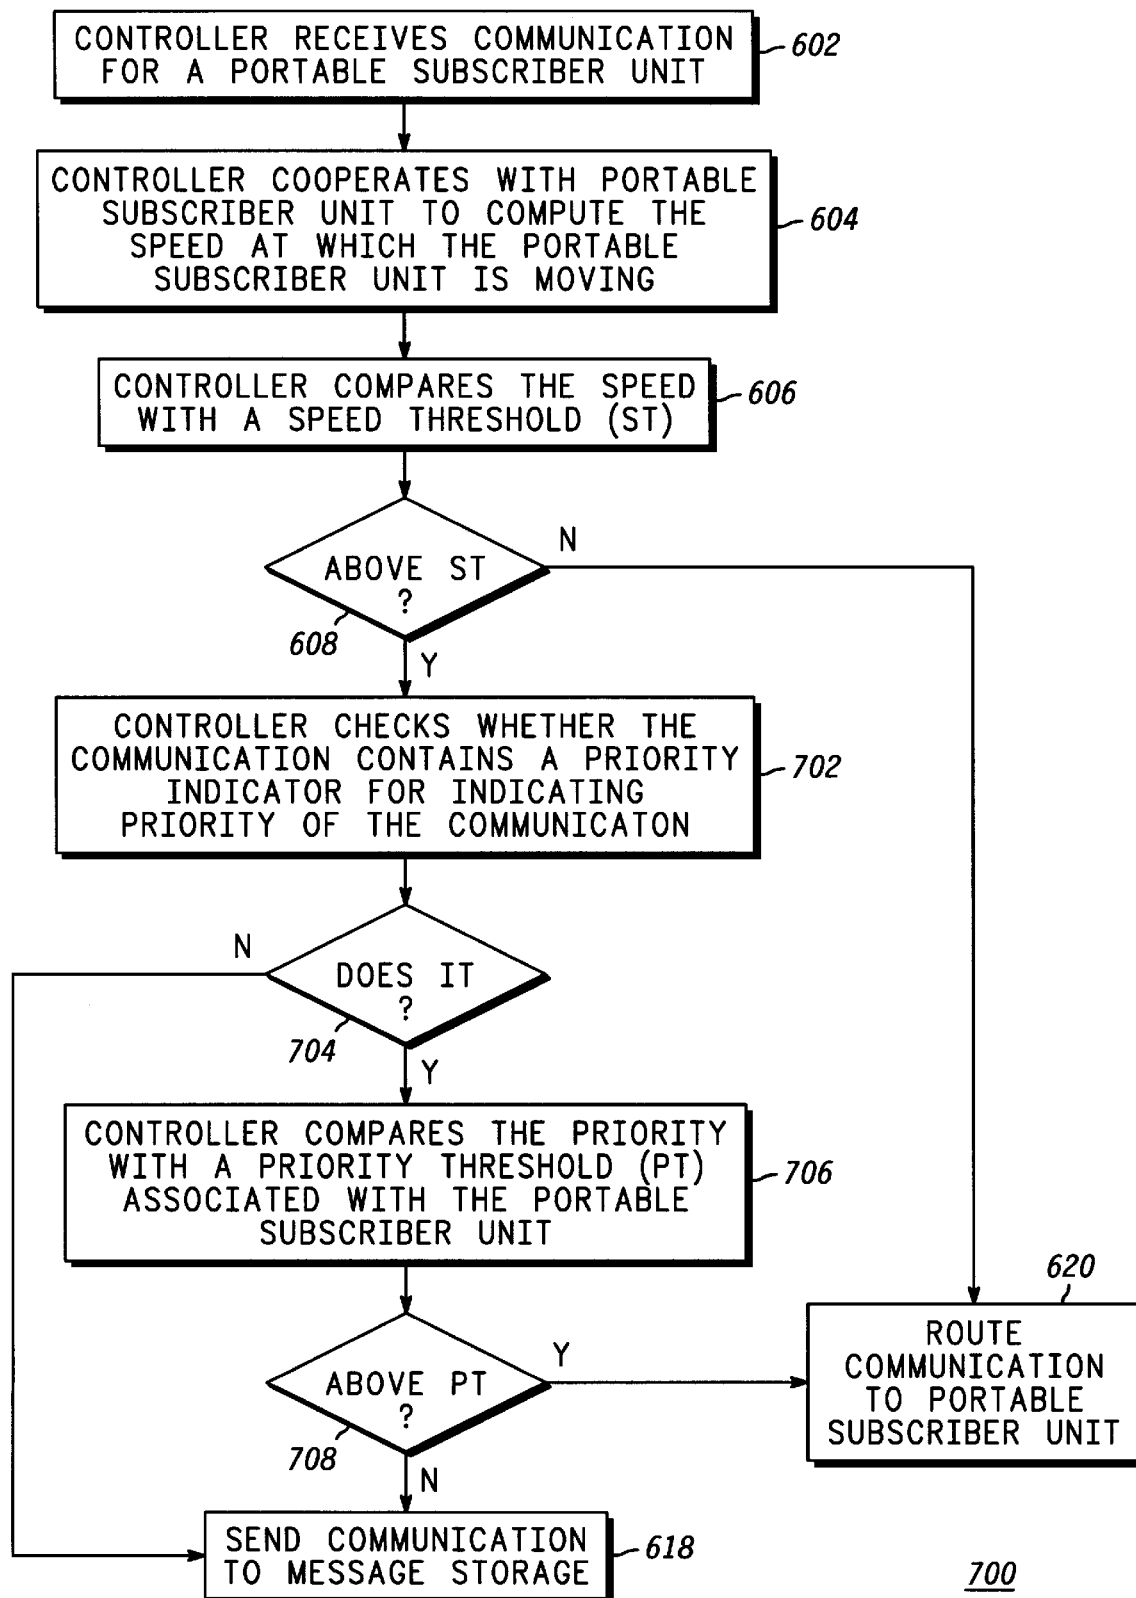 CONTROLLER RECEIVES COMMUNICATION
FOR A PORTABLE SUBSCRIBER UNIT
602
CONTROLLER COOPERATES WITH PORTABLE
SUBSCRIBER UNIT TO COMPUTE THE
SPEED AT WHICH THE PORTABLE
SUBSCRIBER UNIT IS MOVING
604
CONTROLLER COMPARES THE SPEED
WITH A SPEED THRESHOLD (ST)
606
ABOVE ST
?
608
N
Y
CONTROLLER CHECKS WHETHER THE
COMMUNICATION CONTAINS A PRIORITY
INDICATOR FOR INDICATING
PRIORITY OF THE COMMUNICATON
702
N
DOES IT
?
704
Y
CONTROLLER COMPARES THE PRIORITY
WITH A PRIORITY THRESHOLD (PT)
ASSOCIATED WITH THE PORTABLE
SUBSCRIBER UNIT
706
ABOVE PT
?
708
Y
N
620
ROUTE
COMMUNICATION
TO PORTABLE
SUBSCRIBER UNIT
SEND COMMUNICATION
TO MESSAGE STORAGE
618
700